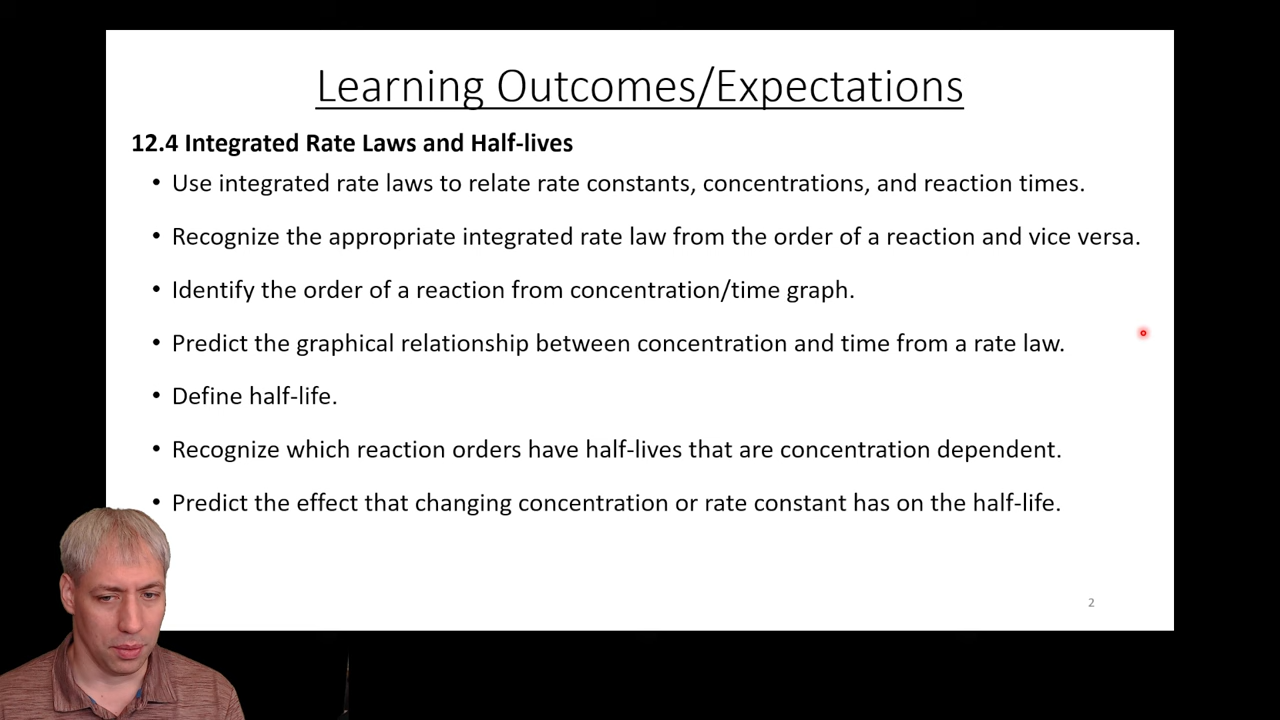 Learning Outcomes/Expectations
12.4 Integrated Rate Laws and Half-lives
• Use integrated rate laws to relate rate constants, concentrations, and reaction times.
• Recognize the appropriate integrated rate law from the order of a reaction and vice versa.
• Identify the order of a reaction from concentration/time graph.
• Predict the graphical relationship between concentration and time from a rate law.
• Define half-life.
• Recognize which reaction orders have half-lives that are concentration dependent.
• Predict the effect that changing concentration or rate constant has on the half-life.
2